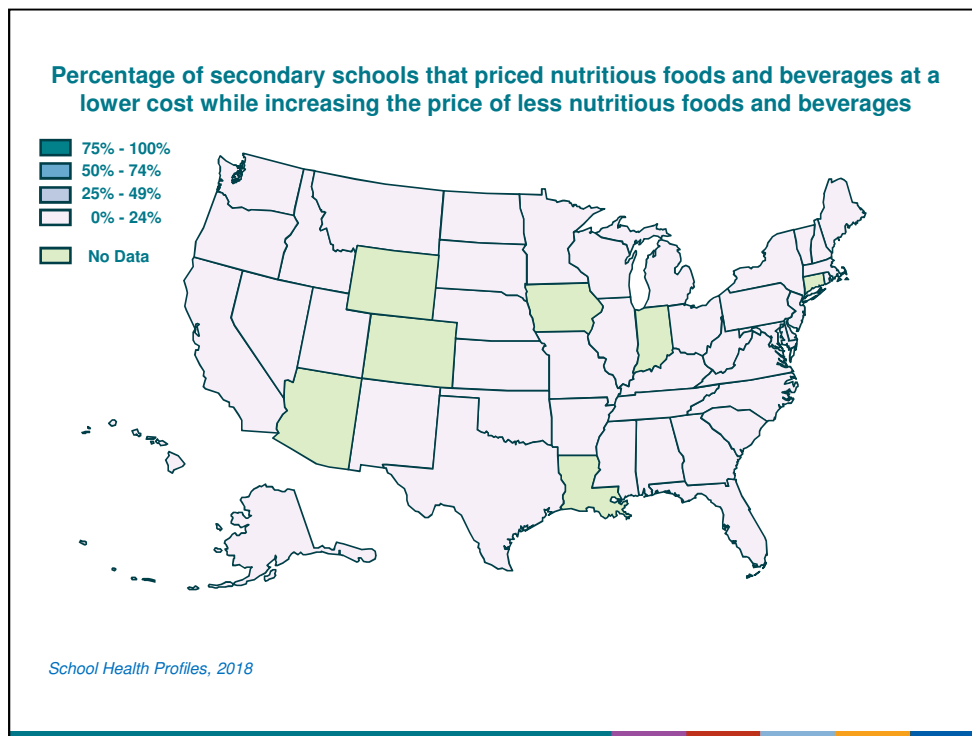 Percentage of secondary schools that priced nutritious foods and beverages at a
lower cost while increasing the price of less nutritious foods and beverages
75% - 100%
50% - 74%
25% - 49%
0% - 24%
No Data
School Health Profiles, 2018